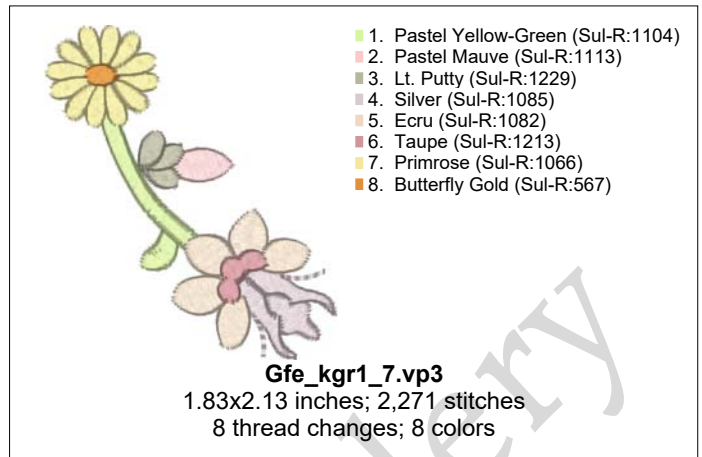 1. Pastel Yellow-Green (Sul-R:1104)
2. Pastel Mauve (Sul-R:1113)
3. Lt. Putty (Sul-R:1229)
4. Silver (Sul-R:1085)
5. Ecru (Sul-R:1082)
6. Taupe (Sul-R:1213)
7. Primrose (Sul-R:1066)
8. Butterfly Gold (Sul-R:567)
Gfe_kgr1_7.vp3
1.83x2.13 inches; 2,271 stitches
8 thread changes; 8 colors